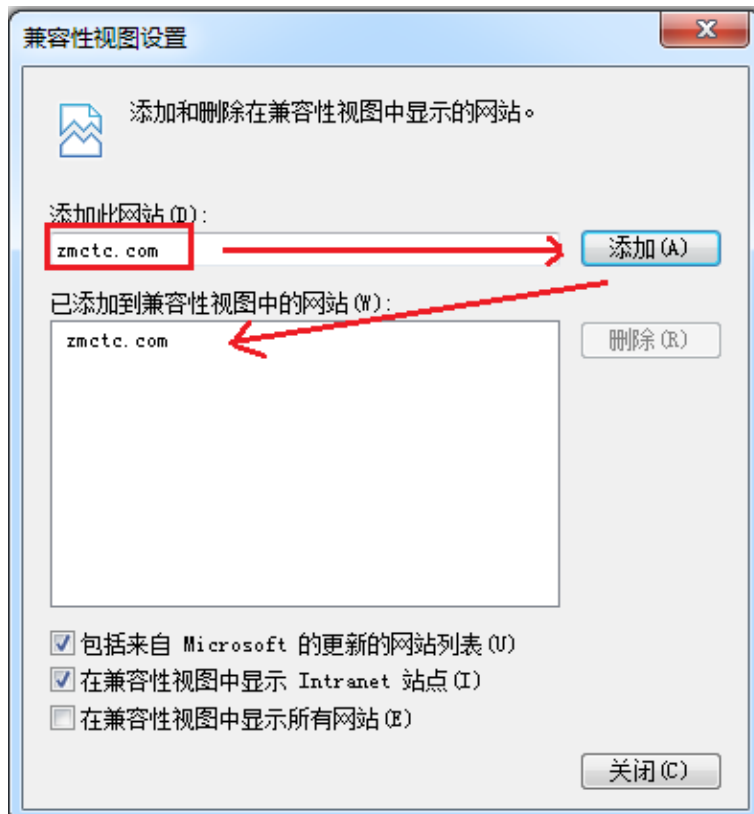 兼容性视图设置
添加和删除在兼容性视图中显示的网站。
添加此网站(D):
zmctc.com
添加(A)
已添加到兼容性视图中的网站(W):
zmctc.com
删除(R)
包括来自 Microsoft 的更新的网站列表(U)
在兼容性视图中显示 Intranet 站点(I)
在兼容性视图中显示所有网站(E)
关闭(C)